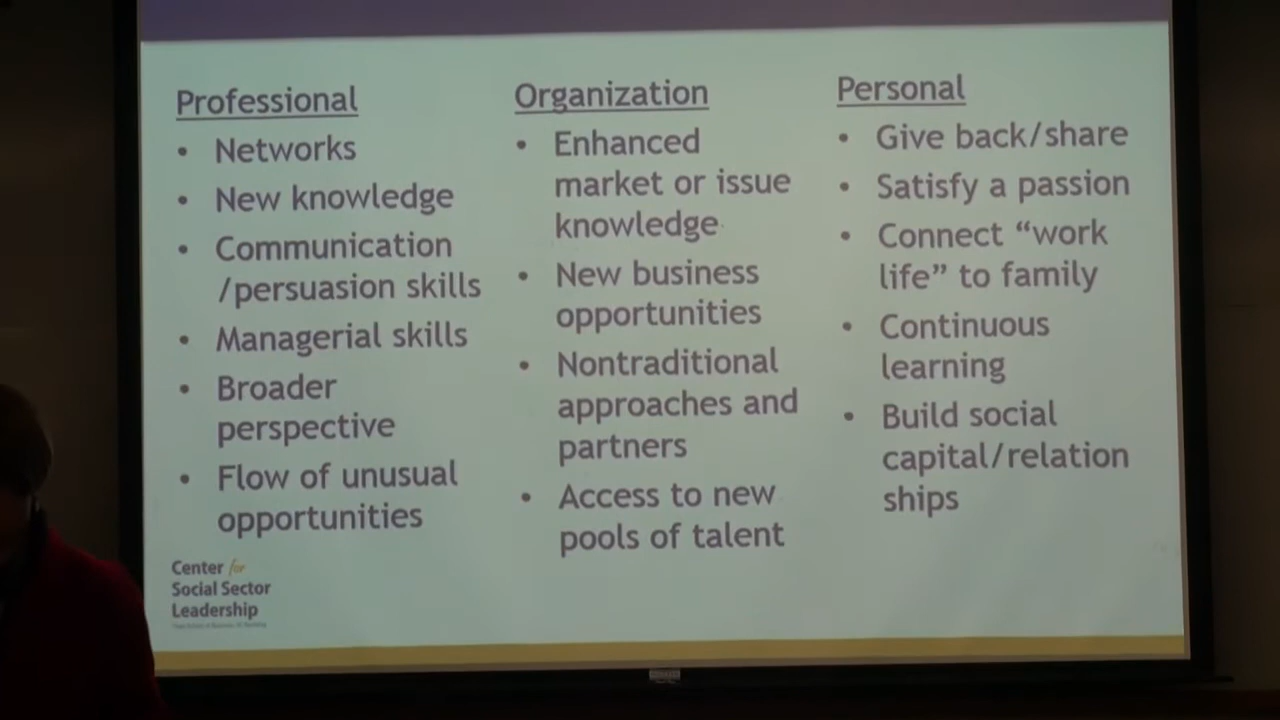 Professional
• Networks
• New knowledge
• Communication
/persuasion skills
• Managerial skills
• Broader
perspective
• Flow of unusual
opportunities
Organization
• Enhanced
market or issue
knowledge
• New business
opportunities
• Nontraditional
approaches and
partners
• Access to new
pools of talent
Personal
• Give back/share
• Satisfy a passion
• Connect “work
life” to family
• Continuous
learning
• Build social
capital/relation
ships
Center for
Social Sector
Leadership